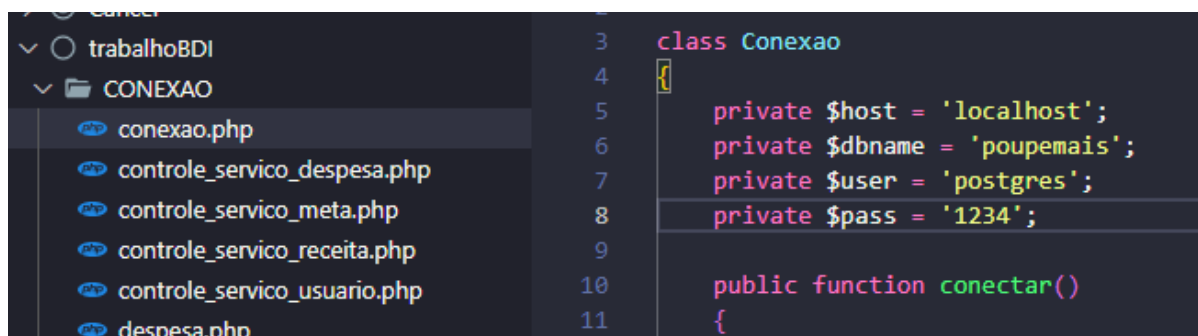 Cancel
trabalhoBDI
CONEXAO
conexao.php
controle_servico_despesa.php
controle_servico_meta.php
controle_servico_receita.php
controle_servico_usuario.php
despesa.php
2
3 class Conexao
4 {
5 private $host = 'localhost';
6 private $dbname = 'poupemais';
7 private $user = 'postgres';
8 private $pass = '1234';
9
10 public function conectar()
11 {